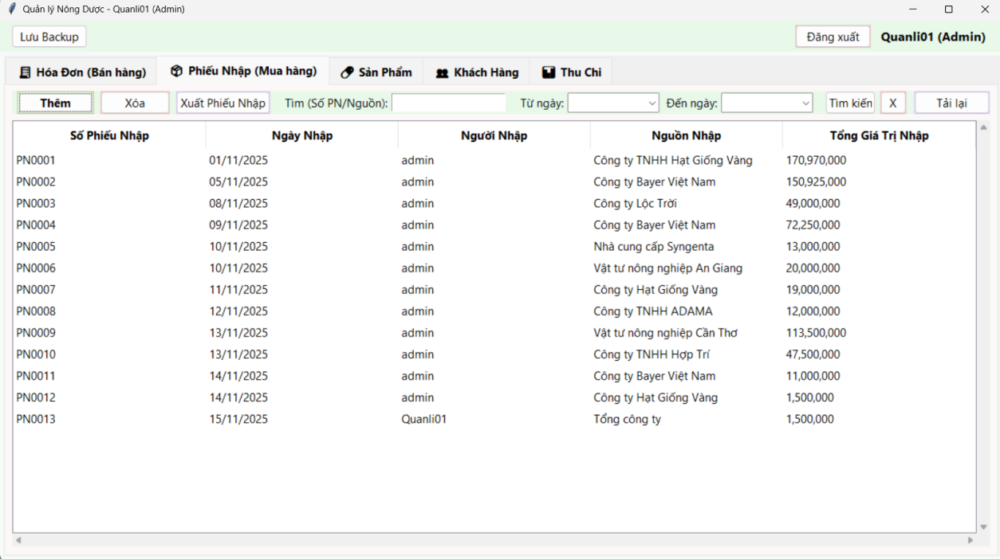 Quản lý Nông Dược - Quanli01 (Admin)
Lưu Backup Đăng xuất Quanli01 (Admin)
Hóa Đơn (Bán hàng) Phiếu Nhập (Mua hàng) Sản Phẩm Khách Hàng Thu Chi
Thêm Xóa Xuất Phiếu Nhập Tìm (Số PN/Nguồn): Từ ngày: Đến ngày: Tìm kiến X Tải lại
Số Phiếu Nhập Ngày Nhập Người Nhập Nguồn Nhập Tổng Giá Trị Nhập
PN0001 01/11/2025 admin Công ty TNHH Hạt Giống Vàng 170,970,000
PN0002 05/11/2025 admin Công ty Bayer Việt Nam 150,925,000
PN0003 08/11/2025 admin Công ty Lộc Trời 49,000,000
PN0004 09/11/2025 admin Công ty Bayer Việt Nam 72,250,000
PN0005 10/11/2025 admin Nhà cung cấp Syngenta 13,000,000
PN0006 10/11/2025 admin Vật tư nông nghiệp An Giang 20,000,000
PN0007 11/11/2025 admin Công ty Hạt Giống Vàng 19,000,000
PN0008 12/11/2025 admin Công ty TNHH ADAMA 12,000,000
PN0009 13/11/2025 admin Vật tư nông nghiệp Cần Thơ 113,500,000
PN0010 13/11/2025 admin Công ty TNHH Hợp Trí 47,500,000
PN0011 14/11/2025 admin Công ty Bayer Việt Nam 11,000,000
PN0012 14/11/2025 admin Công ty Hạt Giống Vàng 1,500,000
PN0013 15/11/2025 Quanli01 Tổng công ty 1,500,000